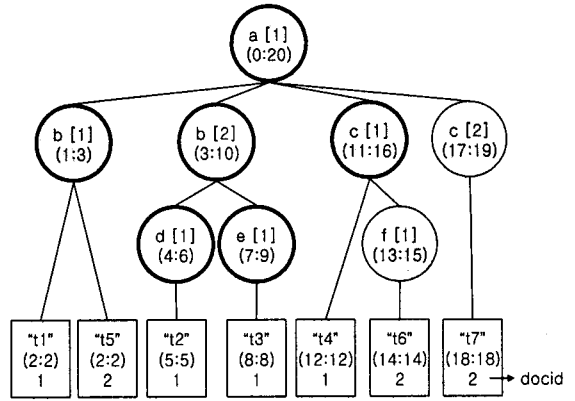 a [1]
(0:20)
b [1]
(1:3)
b [2]
(3:10)
c [1]
(11:16)
c [2]
(17:19)
d [1]
(4:6)
e [1]
(7:9)
f [1]
(13:15)
"t1"
(2:2)
1
"t5"
(2:2)
2
"t2"
(5:5)
1
"t3"
(8:8)
1
"t4"
(12:12)
1
"t6"
(14:14)
2
"t7"
(18:18)
2
docid